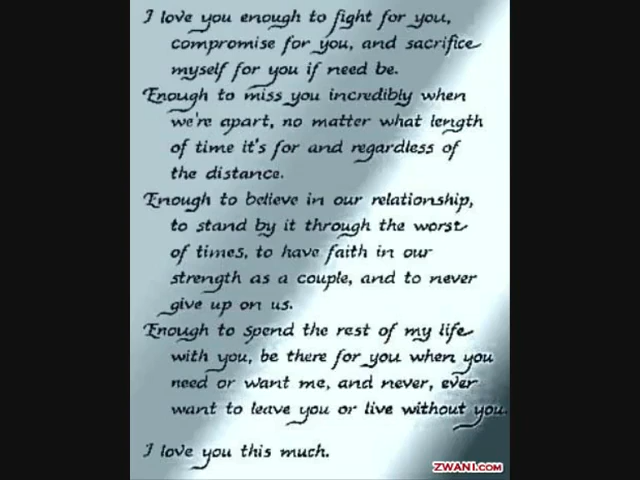 I love you enough to fight for you,
compromise for you, and sacrifice
myself for you if need be.
Enough to miss you incredibly when
we're apart, no matter what length
of time it's for and regardless of
the distance.
Enough to believe in our relationship,
to stand by it through the worst
of times, to have faith in our
strength as a couple, and to never
give up on us.
Enough to spend the rest of my life
with you, be there for you when you
need or want me, and never, ever
want to leave you or live without you.
I love you this much.
ZWANI.COM